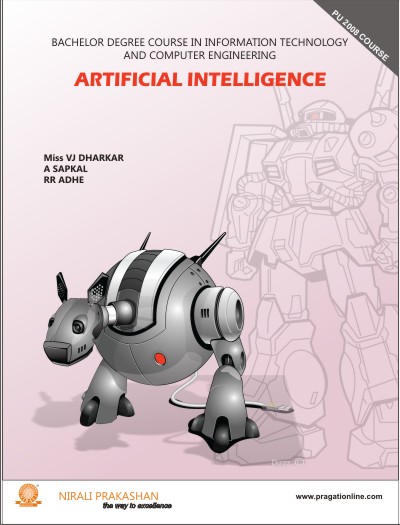 PU 2008 COURSE
BACHELOR DEGREE COURSE IN INFORMATION TECHNOLOGY
AND COMPUTER ENGINEERING
ARTIFICIAL INTELLIGENCE
Miss VJ DHARKAR
A SAPKAL
RR ADHE
NIRALI PRAKASHAN
the way to excellence
www.pragationline.com